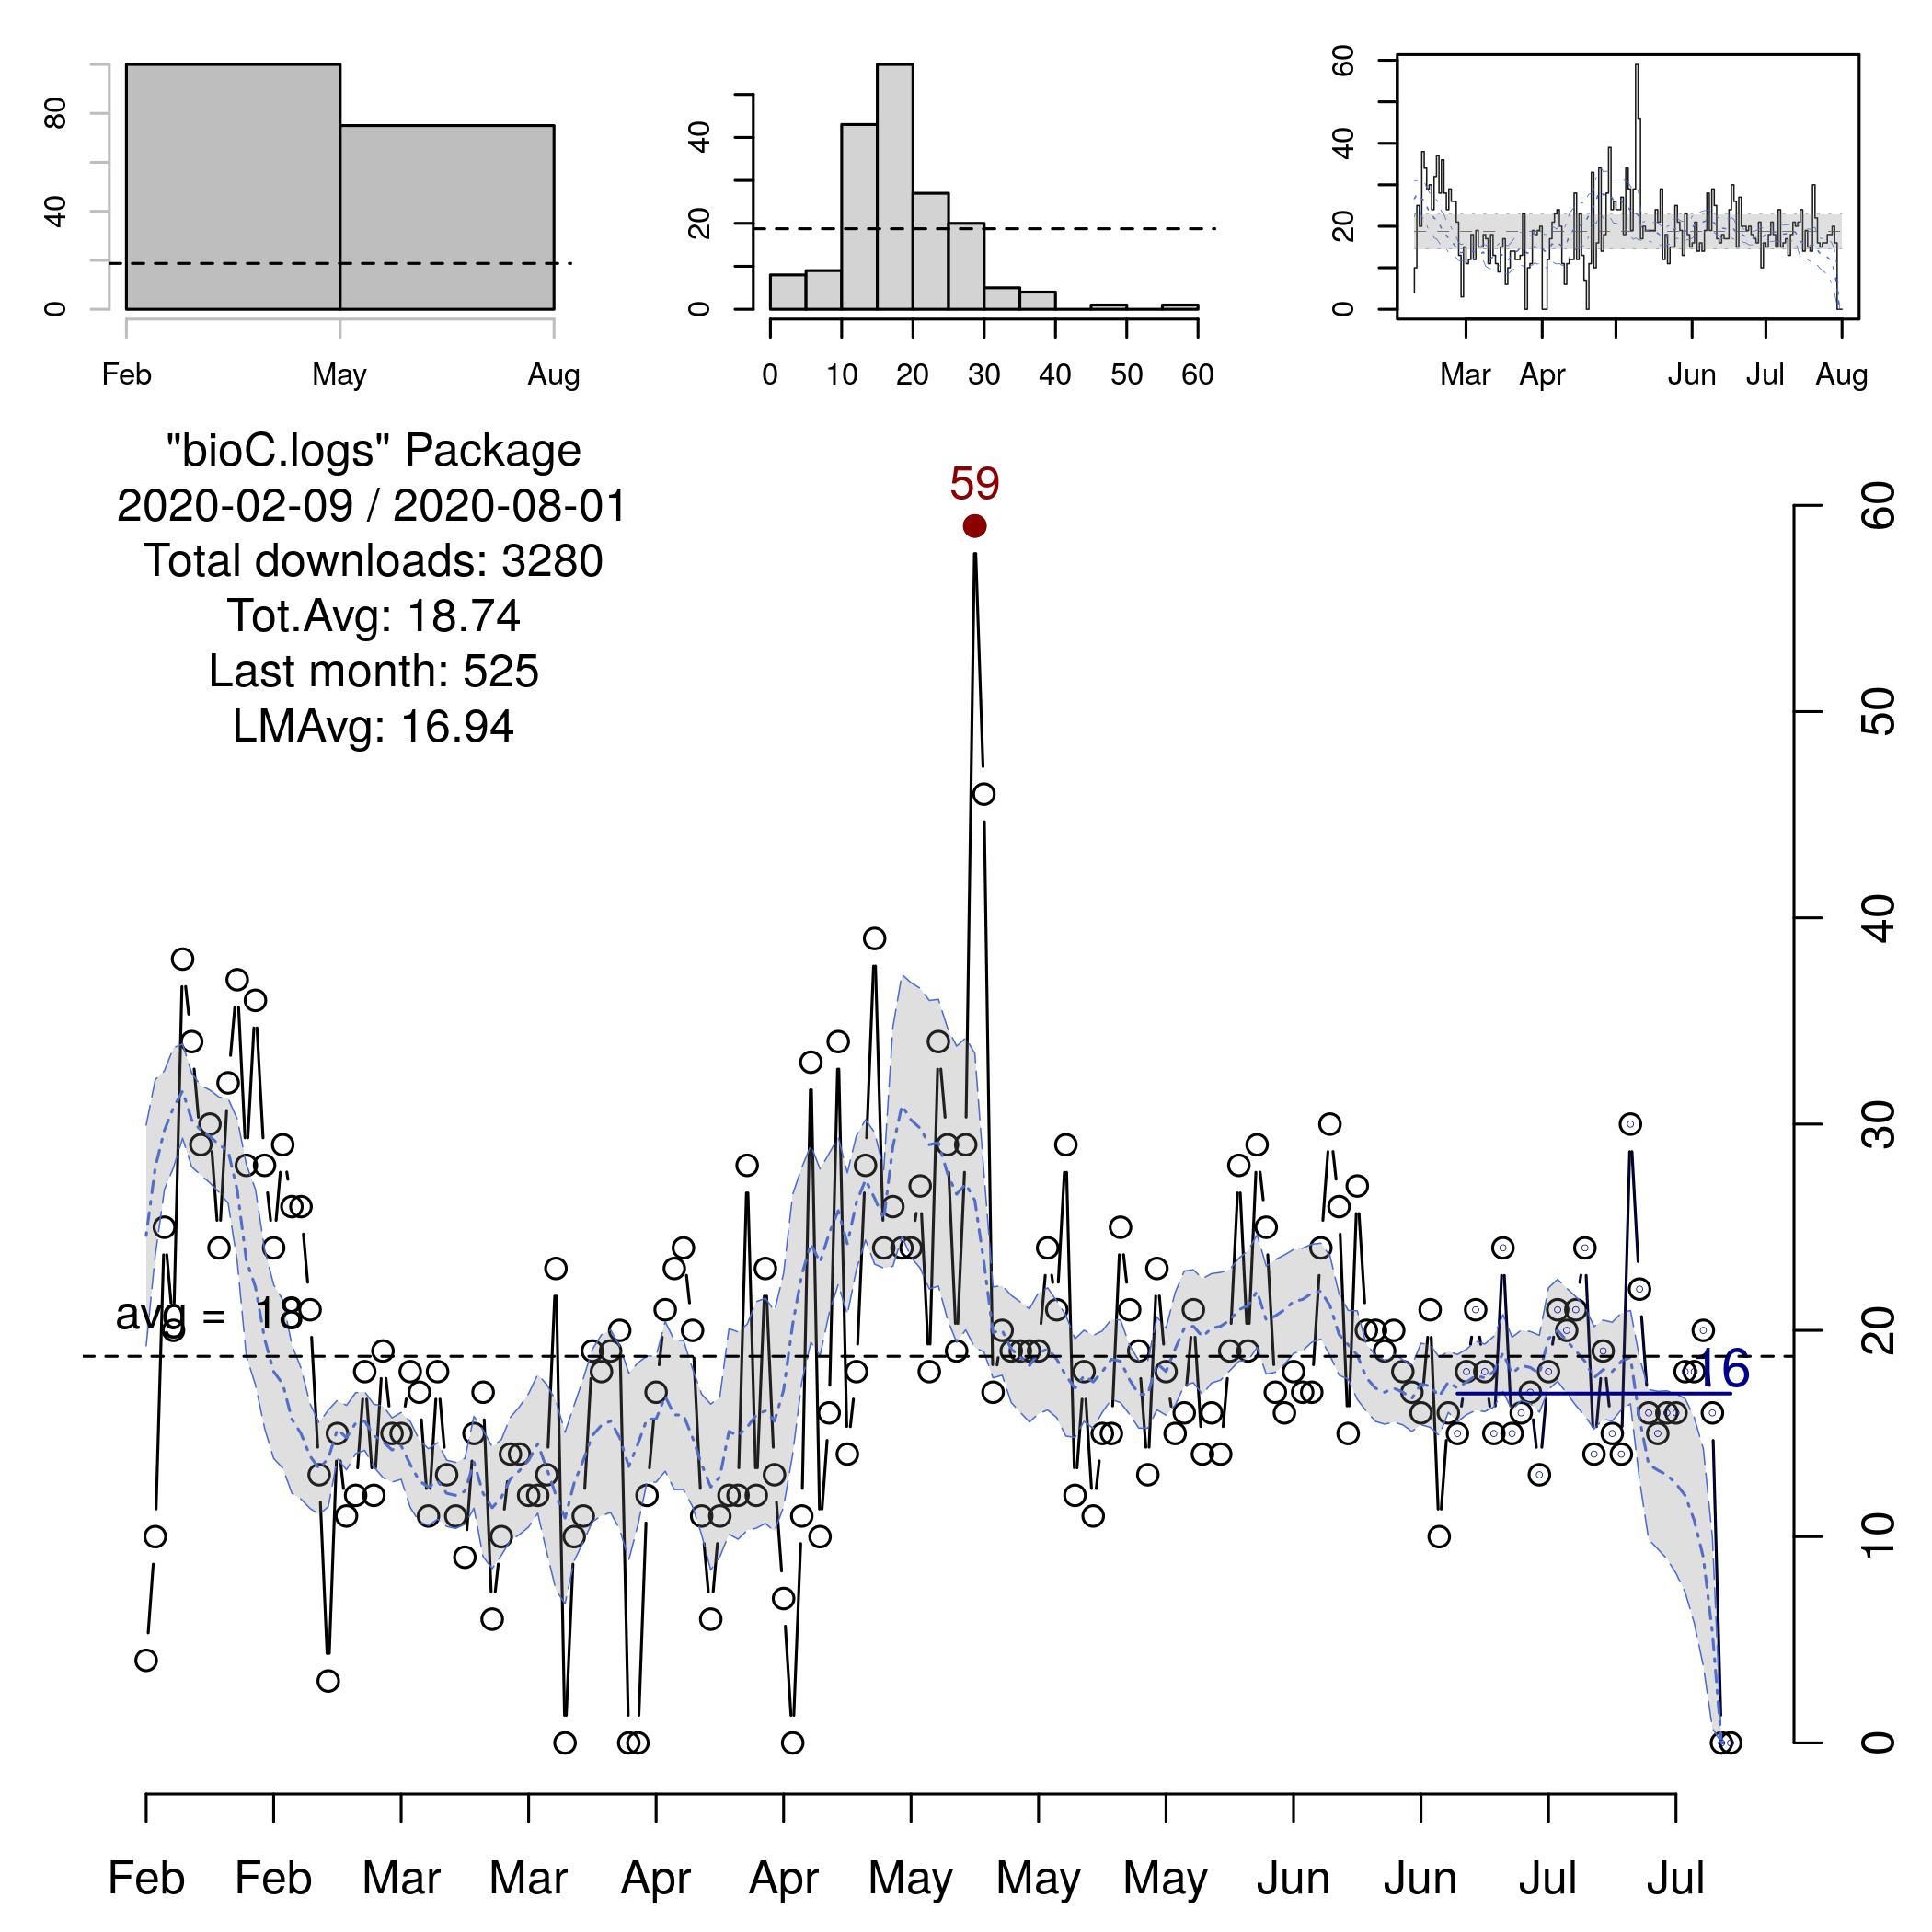 80
40
0
Feb May Aug
40
20
0
0 10 20 30 40 50 60
60
40
20
0
Mar Apr Jun Jul Aug
"bioC.logs" Package
2020-02-09 / 2020-08-01
Total downloads: 3280
Tot.Avg: 18.74
Last month: 525
LMAvg: 16.94
59
avg = 18
16
60
50
40
30
20
10
0
Feb Feb Mar Mar Apr Apr May May May Jun Jun Jul Jul